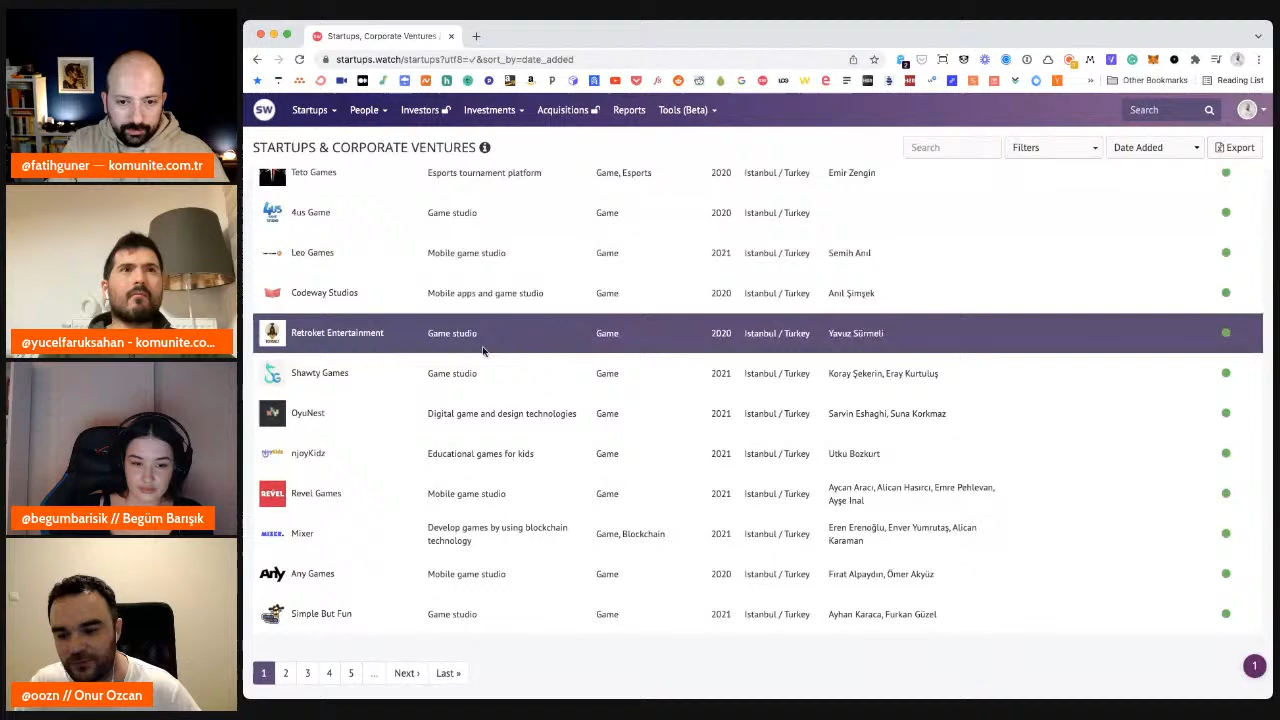 @fatihguner — komunite.com.tr
@yucelfaruksahan - komunite.co...
@begumbarisik // Begüm Barışık
@oozn // Onur Ozcan
Startups, Corporate Ventures |
startups.watch/startups?utf8=✓&sort_by=date_added
Other Bookmarks
Reading List
SW
Startups
People
Investors
Investments
Acquisitions
Reports
Tools (Beta)
Search
STARTUPS & CORPORATE VENTURES
Search
Filters
Date Added
Export
Teto Games Esports tournament platform Game, Esports 2020 Istanbul / Turkey Emir Zengin
4us Game Game studio Game 2020 Istanbul / Turkey
Leo Games Mobile game studio Game 2021 Istanbul / Turkey Semih Anıl
Codeway Studios Mobile apps and game studio Game 2021 Istanbul / Turkey Anıl Şimşek
Retroket Entertainment Game studio Game 2020 Istanbul / Turkey Yavuz Sürmeli
Shawty Games Game studio Game 2021 Istanbul / Turkey Koray Şekerin, Eray Kurtuluş
OyuNest Digital game and design technologies Game 2021 Istanbul / Turkey Sarvin Eshaghi, Suna Korkmaz
njoyKidz Educational games for kids Game 2021 Istanbul / Turkey Utku Bozkurt
REVEL Revel Games Mobile game studio Game 2021 Istanbul / Turkey Aycan Aracı, Alican Hasırcı, Emre Pehlevan,
Ayşe Inal
MIXER. Mixer Develop games by using blockchain
technology Game, Blockchain 2021 Istanbul / Turkey Eren Erenoğlu, Enver Yumrutaş, Alican
Karaman
Any Any Games Mobile game studio Game 2020 Istanbul / Turkey Fırat Alpaydın, Ömer Akyüz
Simple But Fun Game studio Game 2021 Istanbul / Turkey Ayhan Karaca, Furkan Güzel
1 2 3 4 5 ... Next › Last »
1